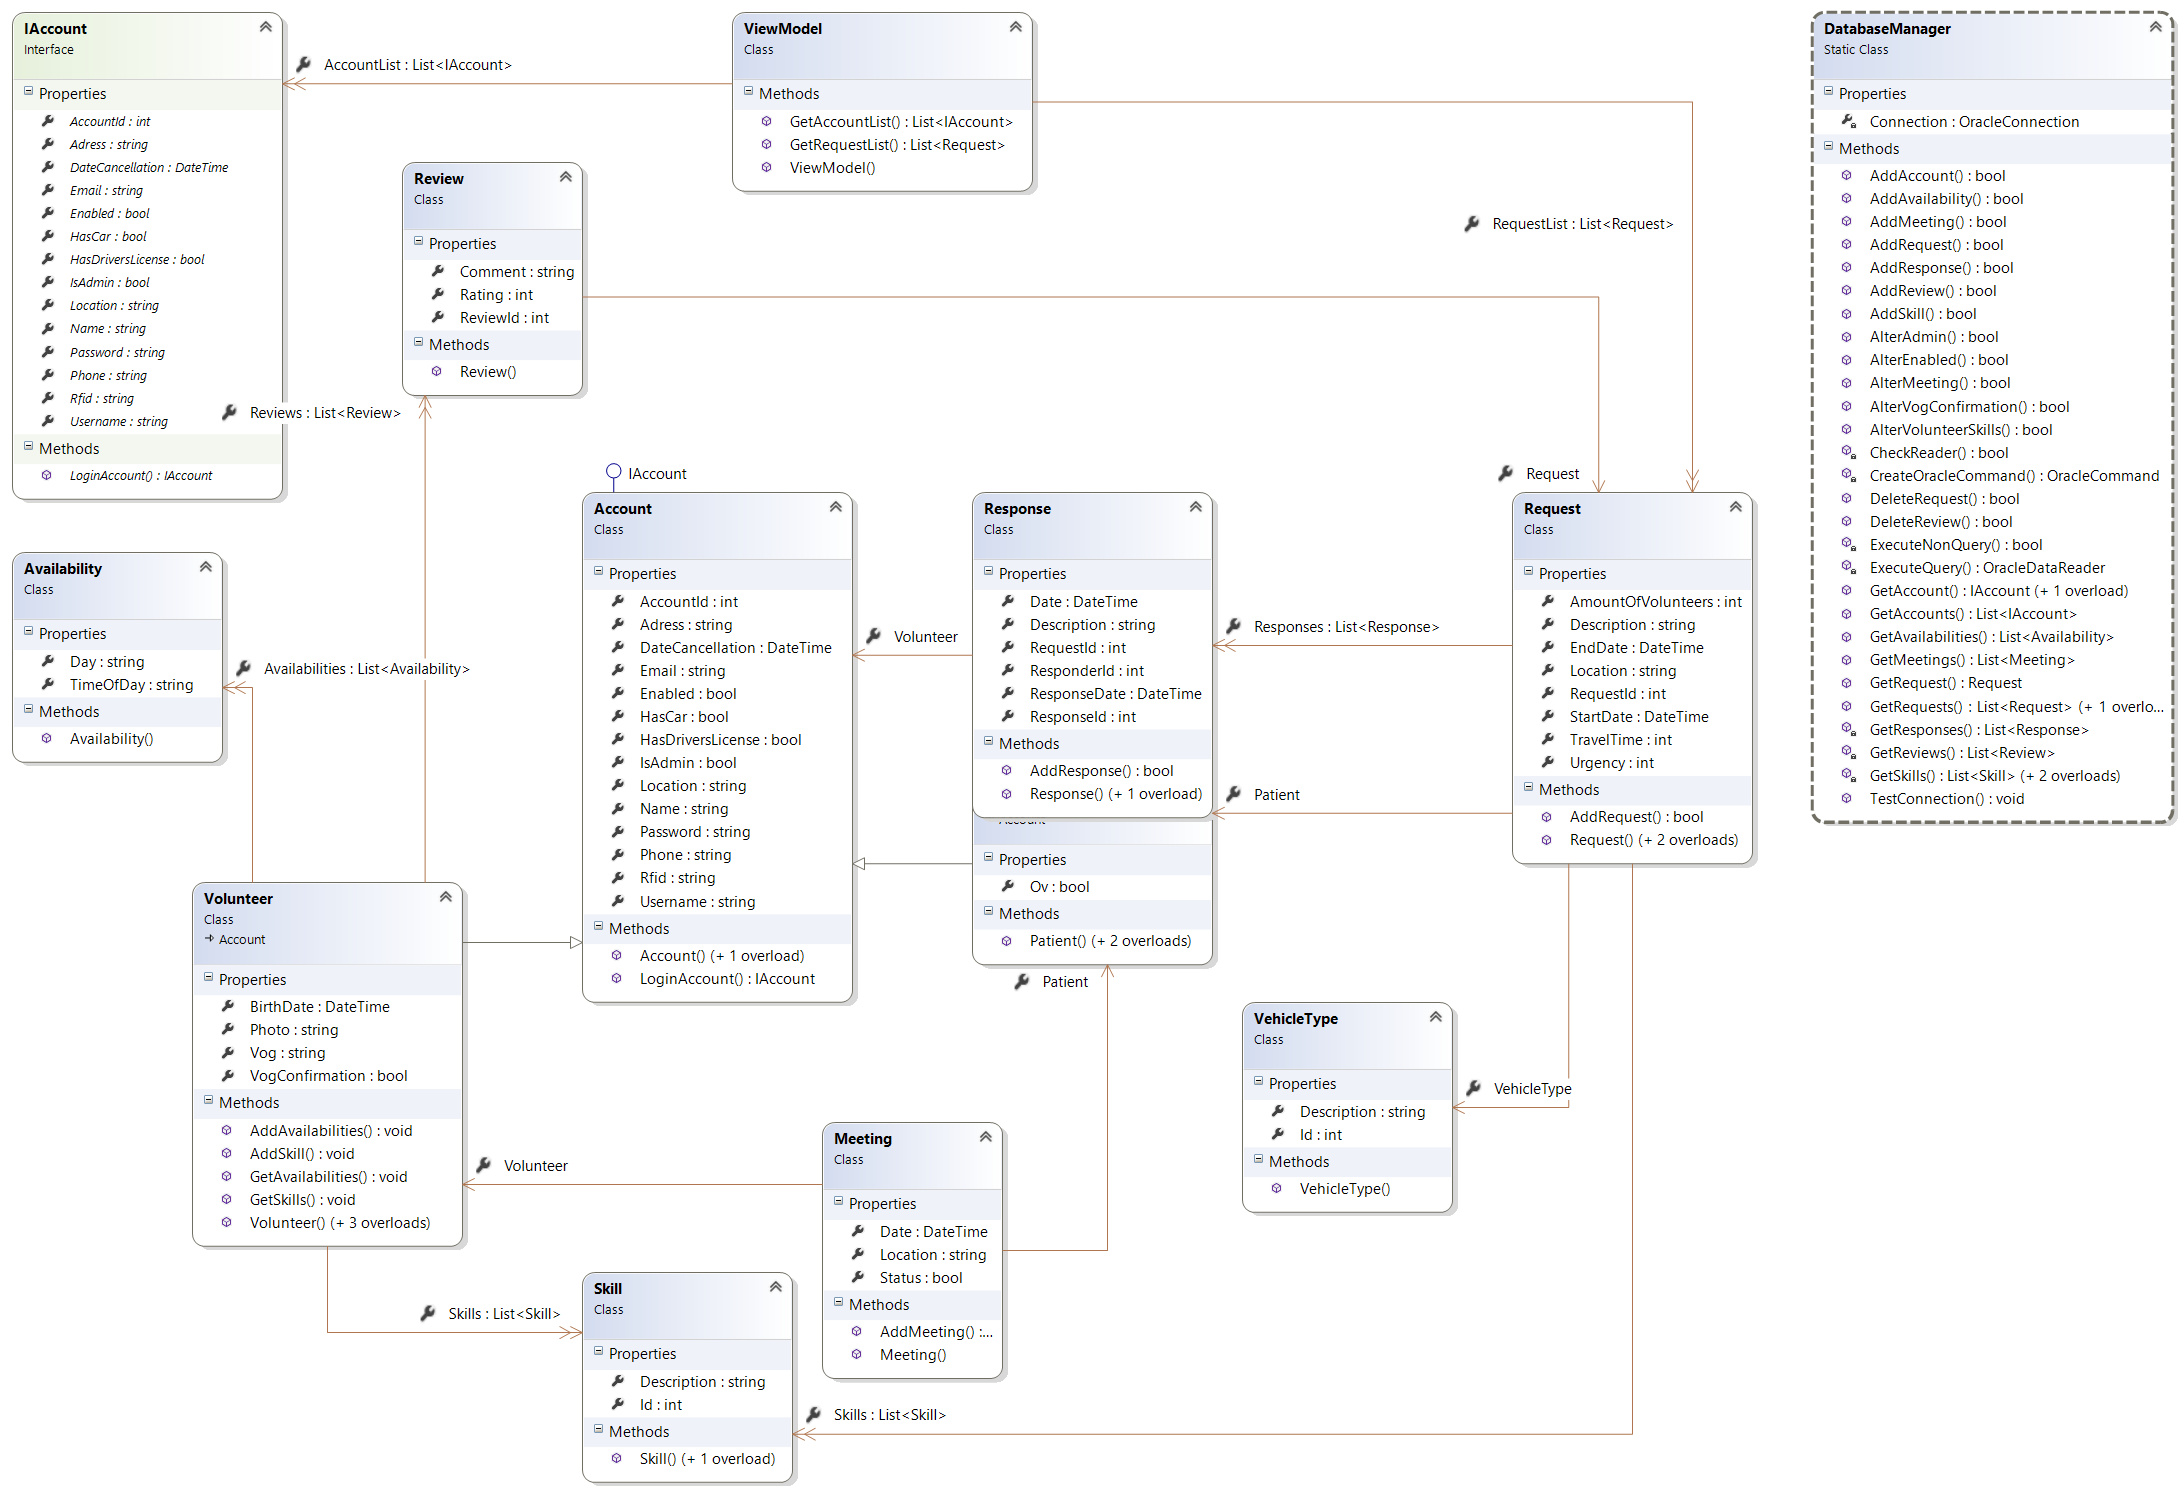 IAccount
Interface
Properties
AccountId : int
Adress : string
DateCancellation : DateTime
Email : string
Enabled : bool
HasCar : bool
HasDriversLicense : bool
IsAdmin : bool
Location : string
Name : string
Password : string
Phone : string
Rfid : string
Username : string
Methods
LoginAccount() : IAccount
AccountList : List<IAccount>
ViewModel
Class
Methods
GetAccountList() : List<IAccount>
GetRequestList() : List<Request>
ViewModel()
RequestList : List<Request>
Review
Class
Properties
Comment : string
Rating : int
ReviewId : int
Methods
Review()
Reviews : List<Review>
Request
DatabaseManager
Static Class
Properties
Connection : OracleConnection
Methods
AddAccount() : bool
AddAvailability() : bool
AddMeeting() : bool
AddRequest() : bool
AddResponse() : bool
AddReview() : bool
AddSkill() : bool
AlterAdmin() : bool
AlterEnabled() : bool
AlterMeeting() : bool
AlterVogConfirmation() : bool
AlterVolunteerSkills() : bool
CheckReader() : bool
CreateOracleCommand() : OracleCommand
DeleteRequest() : bool
DeleteReview() : bool
ExecuteNonQuery() : bool
ExecuteQuery() : OracleDataReader
GetAccount() : IAccount (+ 1 overload)
GetAccounts() : List<IAccount>
GetAvailabilities() : List<Availability>
GetMeetings() : List<Meeting>
GetRequest() : Request
GetRequests() : List<Request> (+ 1 overlo...
GetResponses() : List<Response>
GetReviews() : List<Review>
GetSkills() : List<Skill> (+ 2 overloads)
TestConnection() : void
Availability
Class
Properties
Day : string
TimeOfDay : string
Methods
Availability()
Availabilities : List<Availability>
IAccount
Account
Class
Properties
AccountId : int
Adress : string
DateCancellation : DateTime
Email : string
Enabled : bool
HasCar : bool
HasDriversLicense : bool
IsAdmin : bool
Location : string
Name : string
Password : string
Phone : string
Rfid : string
Username : string
Methods
Account() (+ 1 overload)
LoginAccount() : IAccount
Volunteer
Response
Class
Properties
Date : DateTime
Description : string
RequestId : int
ResponderId : int
ResponseDate : DateTime
ResponseId : int
Methods
AddResponse() : bool
Response() (+ 1 overload)
Account
Properties
Ov : bool
Methods
Patient() (+ 2 overloads)
Responses : List<Response>
Patient
Request
Class
Properties
AmountOfVolunteers : int
Description : string
EndDate : DateTime
Location : string
RequestId : int
StartDate : DateTime
TravelTime : int
Urgency : int
Methods
AddRequest() : bool
Request() (+ 2 overloads)
Volunteer
Class
Account
Properties
BirthDate : DateTime
Photo : string
Vog : string
VogConfirmation : bool
Methods
AddAvailabilities() : void
AddSkill() : void
GetAvailabilities() : void
GetSkills() : void
Volunteer() (+ 3 overloads)
Patient
VehicleType
Class
Properties
Description : string
Id : int
Methods
VehicleType()
VehicleType
Volunteer
Meeting
Class
Properties
Date : DateTime
Location : string
Status : bool
Methods
AddMeeting() :...
Meeting()
Skills : List<Skill>
Skill
Class
Properties
Description : string
Id : int
Methods
Skill() (+ 1 overload)
Skills : List<Skill>